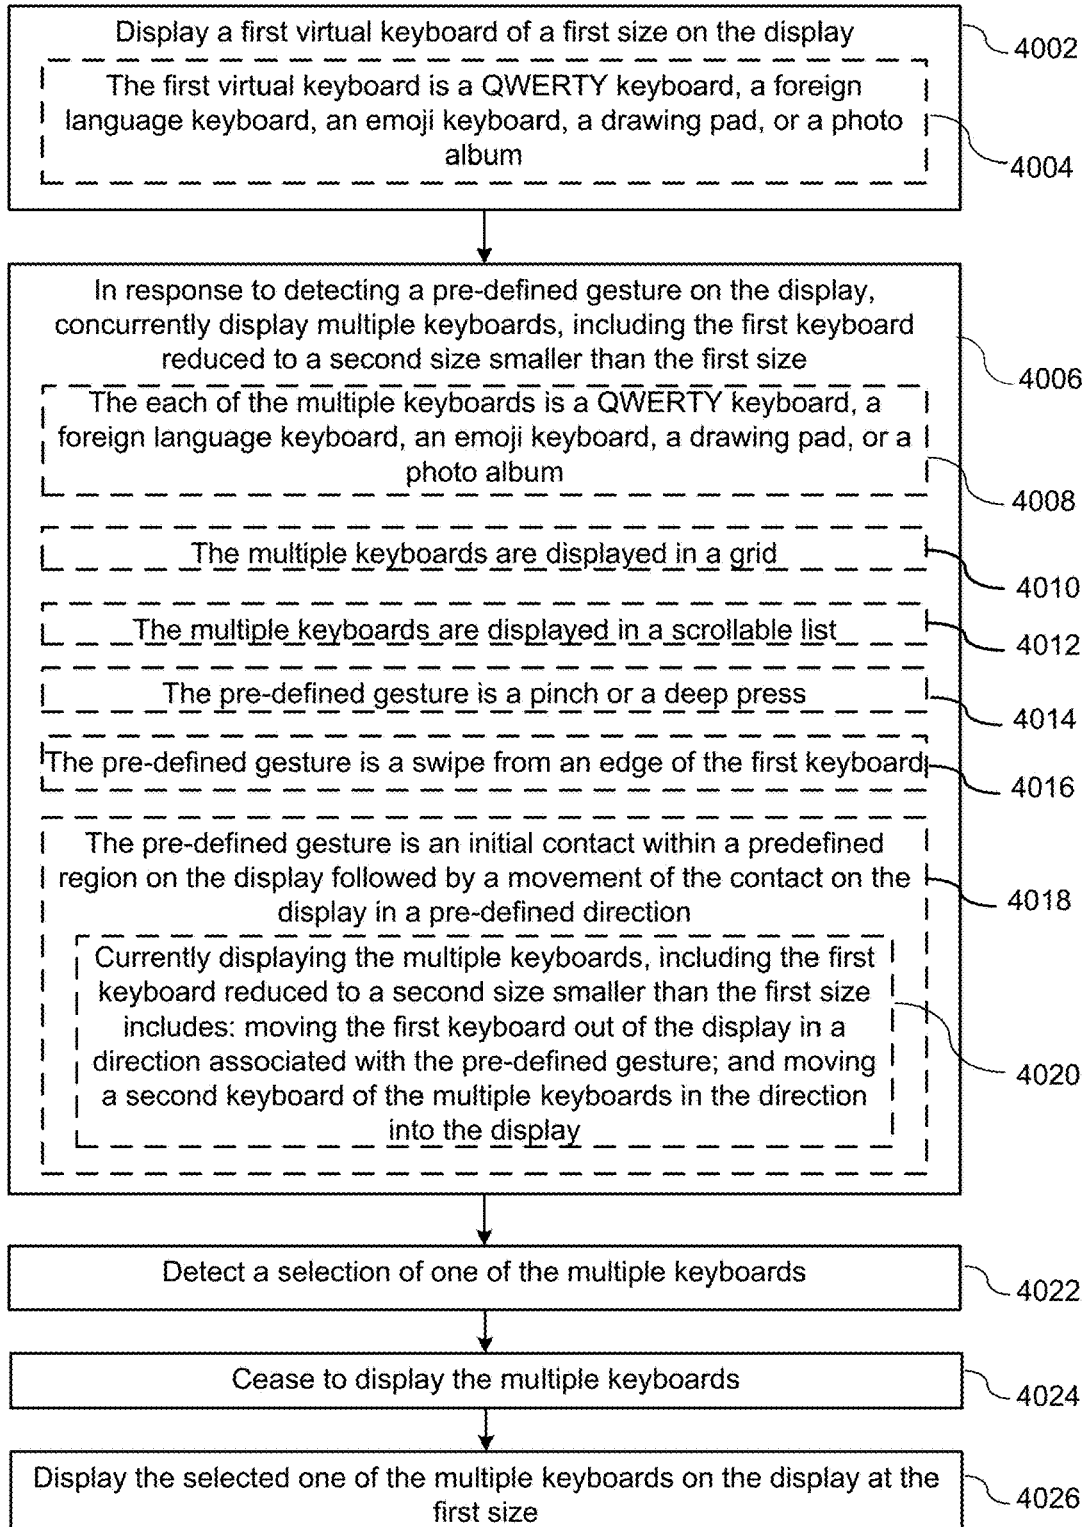 Display a first virtual keyboard of a first size on the display
4002
The first virtual keyboard is a QWERTY keyboard, a foreign
language keyboard, an emoji keyboard, a drawing pad, or a photo
album
4004
In response to detecting a pre-defined gesture on the display,
concurrently display multiple keyboards, including the first keyboard
reduced to a second size smaller than the first size
4006
The each of the multiple keyboards is a QWERTY keyboard, a
foreign language keyboard, an emoji keyboard, a drawing pad, or a
photo album
4008
The multiple keyboards are displayed in a grid
4010
The multiple keyboards are displayed in a scrollable list
4012
The pre-defined gesture is a pinch or a deep press
4014
The pre-defined gesture is a swipe from an edge of the first keyboard
4016
The pre-defined gesture is an initial contact within a predefined
region on the display followed by a movement of the contact on the
display in a pre-defined direction
4018
Currently displaying the multiple keyboards, including the first
keyboard reduced to a second size smaller than the first size
includes: moving the first keyboard out of the display in a
direction associated with the pre-defined gesture; and moving
a second keyboard of the multiple keyboards in the direction
into the display
4020
Detect a selection of one of the multiple keyboards
4022
Cease to display the multiple keyboards
4024
Display the selected one of the multiple keyboards on the display at the
first size
4026